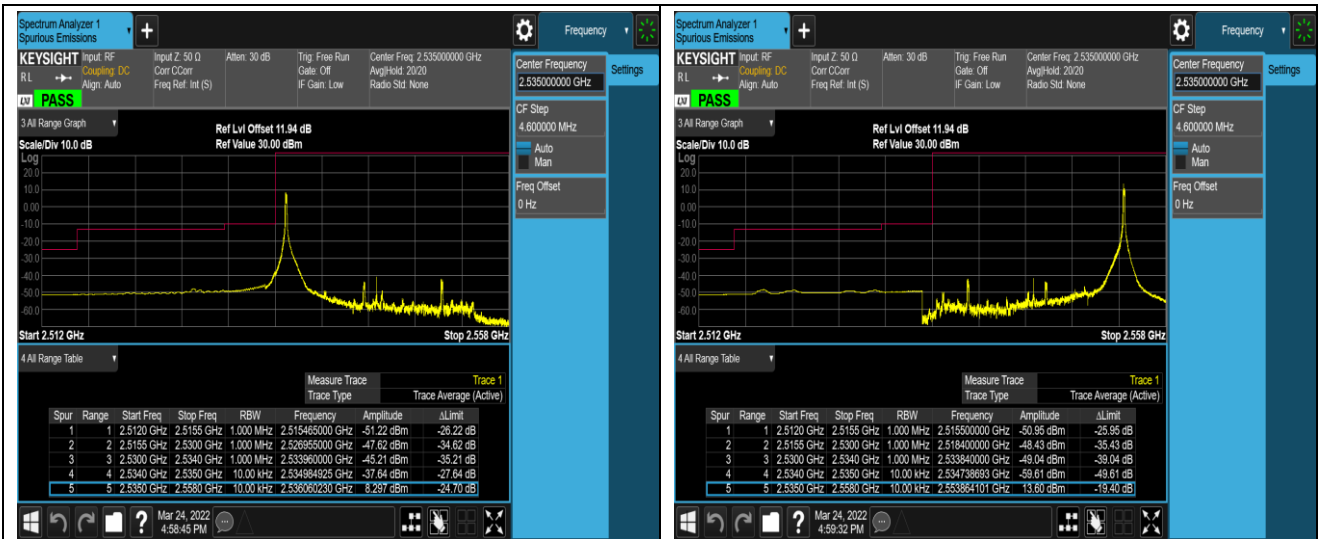 Spectrum Analyzer 1
Spurious Emissions
+
Frequency
KEYSIGHT
RL
Input: RF
Coupling: DC
Align: Auto
Input Z: 50 Ω
Corr CCorr
Freq Ref: Int (S)
Atten: 30 dB
Trig: Free Run
Gate: Off
IF Gain: Low
Center Freq: 2.535000000 GHz
Avg|Hold: 20/20
Radio Std: None
LXI
PASS
Center Frequency
2.535000000 GHz
Settings
CF Step
4.600000 MHz
Auto
Man
Freq Offset
0 Hz
3 All Range Graph
Scale/Div 10.0 dB
Ref Lvl Offset 11.94 dB
Ref Value 30.00 dBm
Log
20.0
10.0
0.00
-10.0
-20.0
-30.0
-40.0
-50.0
-60.0
Start 2.512 GHz
Stop 2.558 GHz
4 All Range Table
Measure Trace Trace 1
Trace Type Trace Average (Active)
Spur Range Start Freq Stop Freq RBW Frequency Amplitude ΔLimit
1 1 2.5120 GHz 2.5155 GHz 1.000 MHz 2.515465000 GHz -51.22 dBm -26.22 dB
2 2 2.5155 GHz 2.5300 GHz 1.000 MHz 2.526955000 GHz -47.62 dBm -34.62 dB
3 3 2.5300 GHz 2.5340 GHz 1.000 MHz 2.533960000 GHz -45.21 dBm -35.21 dB
4 4 2.5340 GHz 2.5350 GHz 10.00 kHz 2.534984925 GHz -37.64 dBm -27.64 dB
5 5 2.5350 GHz 2.5580 GHz 10.00 kHz 2.536060230 GHz 8.297 dBm -24.70 dB
?
Mar 24, 2022
4:58:45 PM
Spectrum Analyzer 1
Spurious Emissions
+
Frequency
KEYSIGHT
RL
Input: RF
Coupling: DC
Align: Auto
Input Z: 50 Ω
Corr CCorr
Freq Ref: Int (S)
Atten: 30 dB
Trig: Free Run
Gate: Off
IF Gain: Low
Center Freq: 2.535000000 GHz
Avg|Hold: 20/20
Radio Std: None
LXI
PASS
Center Frequency
2.535000000 GHz
Settings
CF Step
4.600000 MHz
Auto
Man
Freq Offset
0 Hz
3 All Range Graph
Scale/Div 10.0 dB
Ref Lvl Offset 11.94 dB
Ref Value 30.00 dBm
Log
20.0
10.0
0.00
-10.0
-20.0
-30.0
-40.0
-50.0
-60.0
Start 2.512 GHz
Stop 2.558 GHz
4 All Range Table
Measure Trace Trace 1
Trace Type Trace Average (Active)
Spur Range Start Freq Stop Freq RBW Frequency Amplitude ΔLimit
1 1 2.5120 GHz 2.5155 GHz 1.000 MHz 2.515500000 GHz -50.95 dBm -25.95 dB
2 2 2.5155 GHz 2.5300 GHz 1.000 MHz 2.518400000 GHz -48.43 dBm -35.43 dB
3 3 2.5300 GHz 2.5340 GHz 1.000 MHz 2.533840000 GHz -49.04 dBm -39.04 dB
4 4 2.5340 GHz 2.5350 GHz 10.00 kHz 2.534738693 GHz -59.61 dBm -49.61 dB
5 5 2.5350 GHz 2.5580 GHz 10.00 kHz 2.553864101 GHz 13.60 dBm -19.40 dB
?
Mar 24, 2022
4:59:32 PM